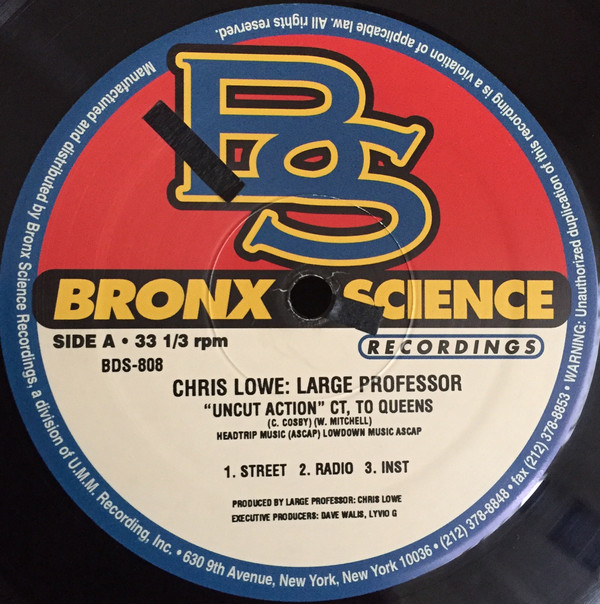 BS
BRONX SCIENCE
RECORDINGS
SIDE A • 33 1/3 rpm
BDS-808
CHRIS LOWE: LARGE PROFESSOR
"UNCUT ACTION" CT, TO QUEENS
(C. COSBY) (W. MITCHELL)
HEADTRIP MUSIC (ASCAP) LOWDOWN MUSIC ASCAP
1. STREET 2. RADIO 3. INST
PRODUCED BY LARGE PROFESSOR: CHRIS LOWE
EXECUTIVE PRODUCERS: DAVE WALIS, LYVIO G
Manufactured and distributed by Bronx Science Recordings, a division of U.M.M. Recording, Inc. • 630 9th Avenue, New York, New York 10036 • (212) 378-8848 • fax (212) 378-8853 • WARNING: Unauthorized duplication of this recording is a violation of applicable law. All rights reserved.